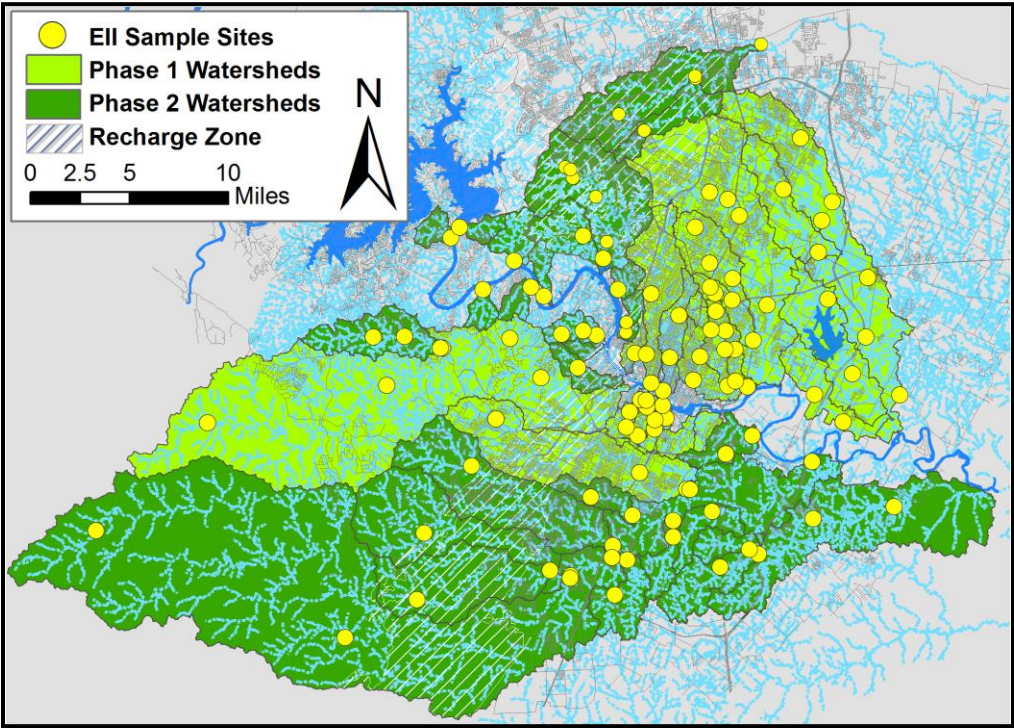 EII Sample Sites
Phase 1 Watersheds
Phase 2 Watersheds
Recharge Zone
N
0 2.5 5 10
Miles